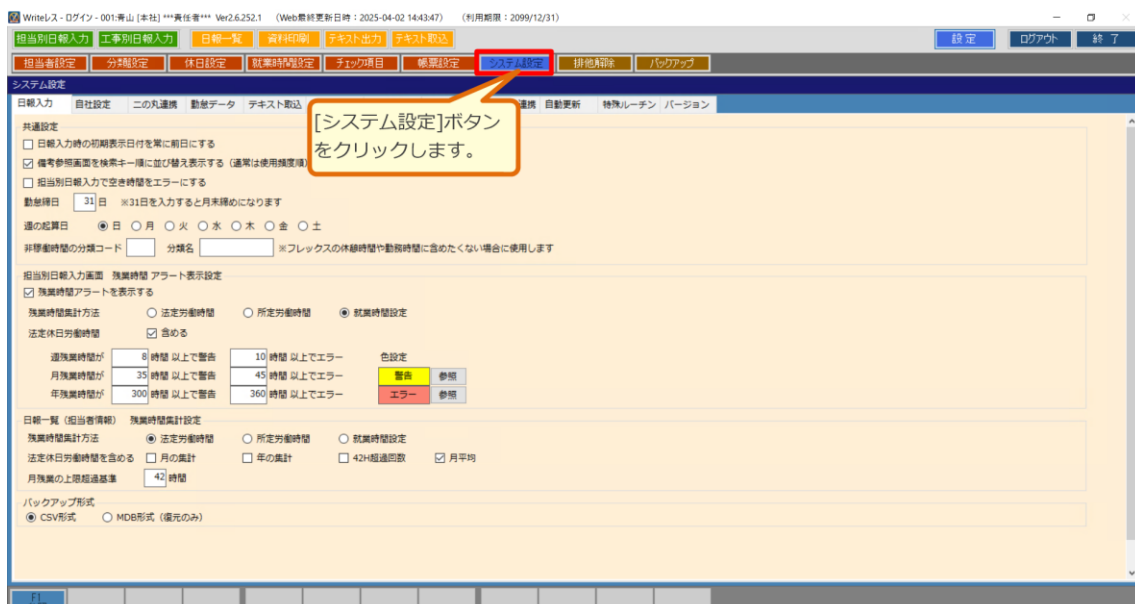 Writeレス - ログイン - 001:青山 [本社] ***責任者*** Ver2.6.252.1 （Web最終更新日時：2025-04-02 14:43:47） （利用期限：2099/12/31）
担当別日報入力 工事別日報入力 日報一覧 資料印刷 テキスト出力 テキスト取込 設定 ログアウト 終了
担当者設定 分類設定 休日設定 就業時間設定 チェック項目 帳票設定 システム設定 排他解除 バックアップ
システム設定
日報入力 自社設定 二の丸連携 勤怠データ テキスト取込 連携 自動更新 特殊ルーチン バージョン
[システム設定]ボタン
をクリックします。
共通設定
日報入力時の初期表示日付を常に前日にする
備考参照画面を検索キー順に並び替え表示する（通常は使用頻度順）
担当別日報入力で空き時間をエラーにする
勤怠締日 31 日 ※31日を入力すると月末締めになります
週の起算日 日 月 火 水 木 金 土
非稼働時間の分類コード 分類名 ※フレックスの休憩時間や勤務時間に含めたくない場合に使用します
担当別日報入力画面 残業時間 アラート表示設定
残業時間アラートを表示する
残業時間集計方法 法定労働時間 所定労働時間 就業時間設定
法定休日労働時間 含める
週残業時間が 8 時間 以上で警告 10 時間 以上でエラー 色設定
月残業時間が 35 時間 以上で警告 45 時間 以上でエラー 警告 参照
年残業時間が 300 時間 以上で警告 360 時間 以上でエラー エラー 参照
日報一覧（担当者情報） 残業時間集計設定
残業時間集計方法 法定労働時間 所定労働時間 就業時間設定
法定休日労働時間を含める 月の集計 年の集計 42H超過回数 月平均
月残業の上限超過基準 42 時間
バックアップ形式
CSV形式 MDB形式（復元のみ）
F1